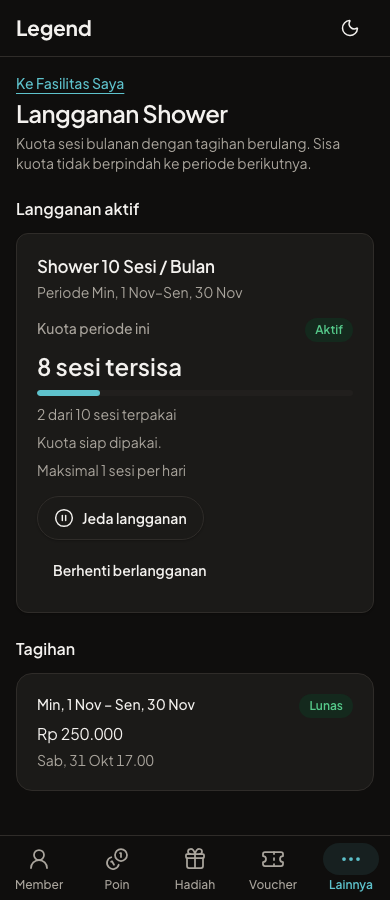 Legend
Ke Fasilitas Saya
Langganan Shower
Kuota sesi bulanan dengan tagihan berulang. Sisa
kuota tidak berpindah ke periode berikutnya.
Langganan aktif
Shower 10 Sesi / Bulan
Periode Min, 1 Nov–Sen, 30 Nov
Kuota periode ini
Aktif
8 sesi tersisa
2 dari 10 sesi terpakai
Kuota siap dipakai.
Maksimal 1 sesi per hari
Jeda langganan
Berhenti berlangganan
Tagihan
Min, 1 Nov – Sen, 30 Nov
Lunas
Rp 250.000
Sab, 31 Okt 17.00
Member
Poin
Hadiah
Voucher
Lainnya